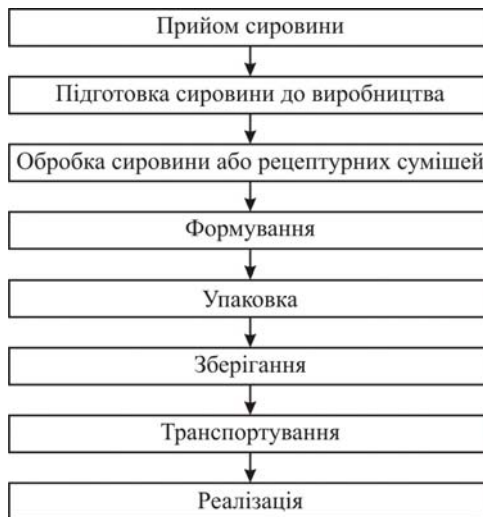 Прийом сировини
Підготовка сировини до виробництва
Обробка сировини або рецептурних сумішей
Формування
Упаковка
Зберігання
Транспортування
Реалізація